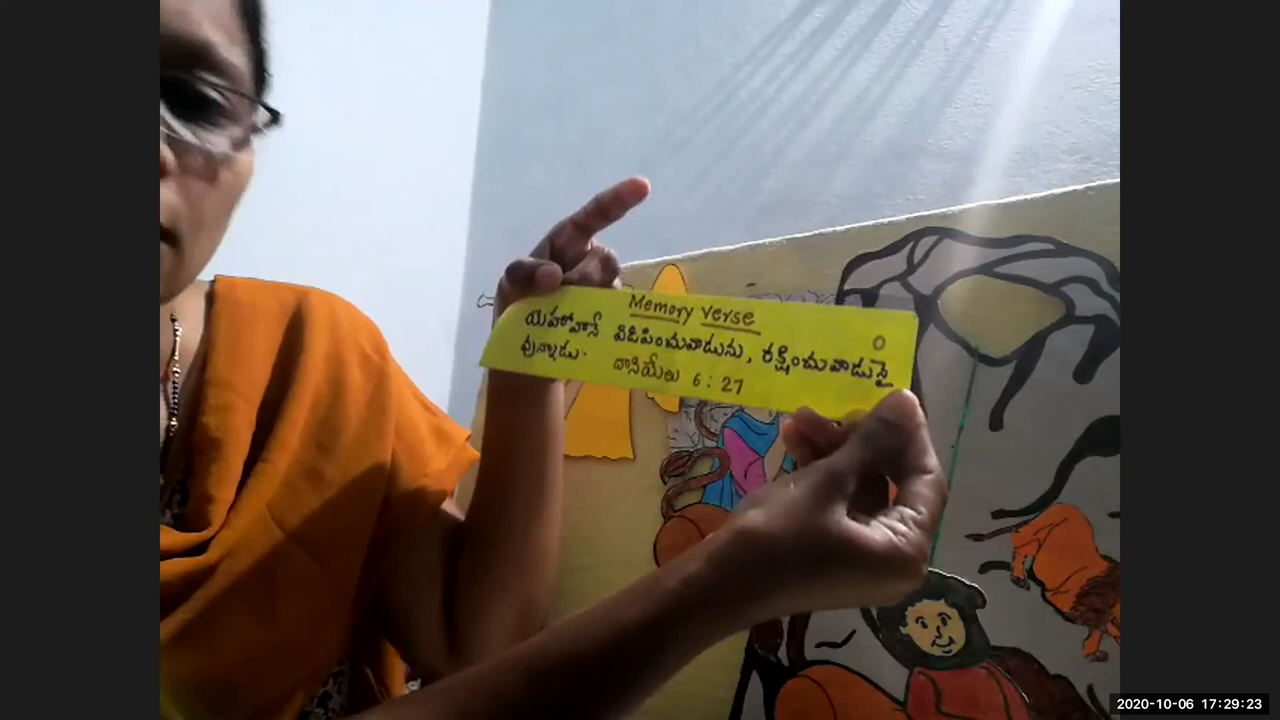 Memory Verse
యెహోవానే విడిపించువాడును, రక్షించువాడునై
వున్నాడు. దానియేలు 6 : 27
2020-10-06 17:29:23